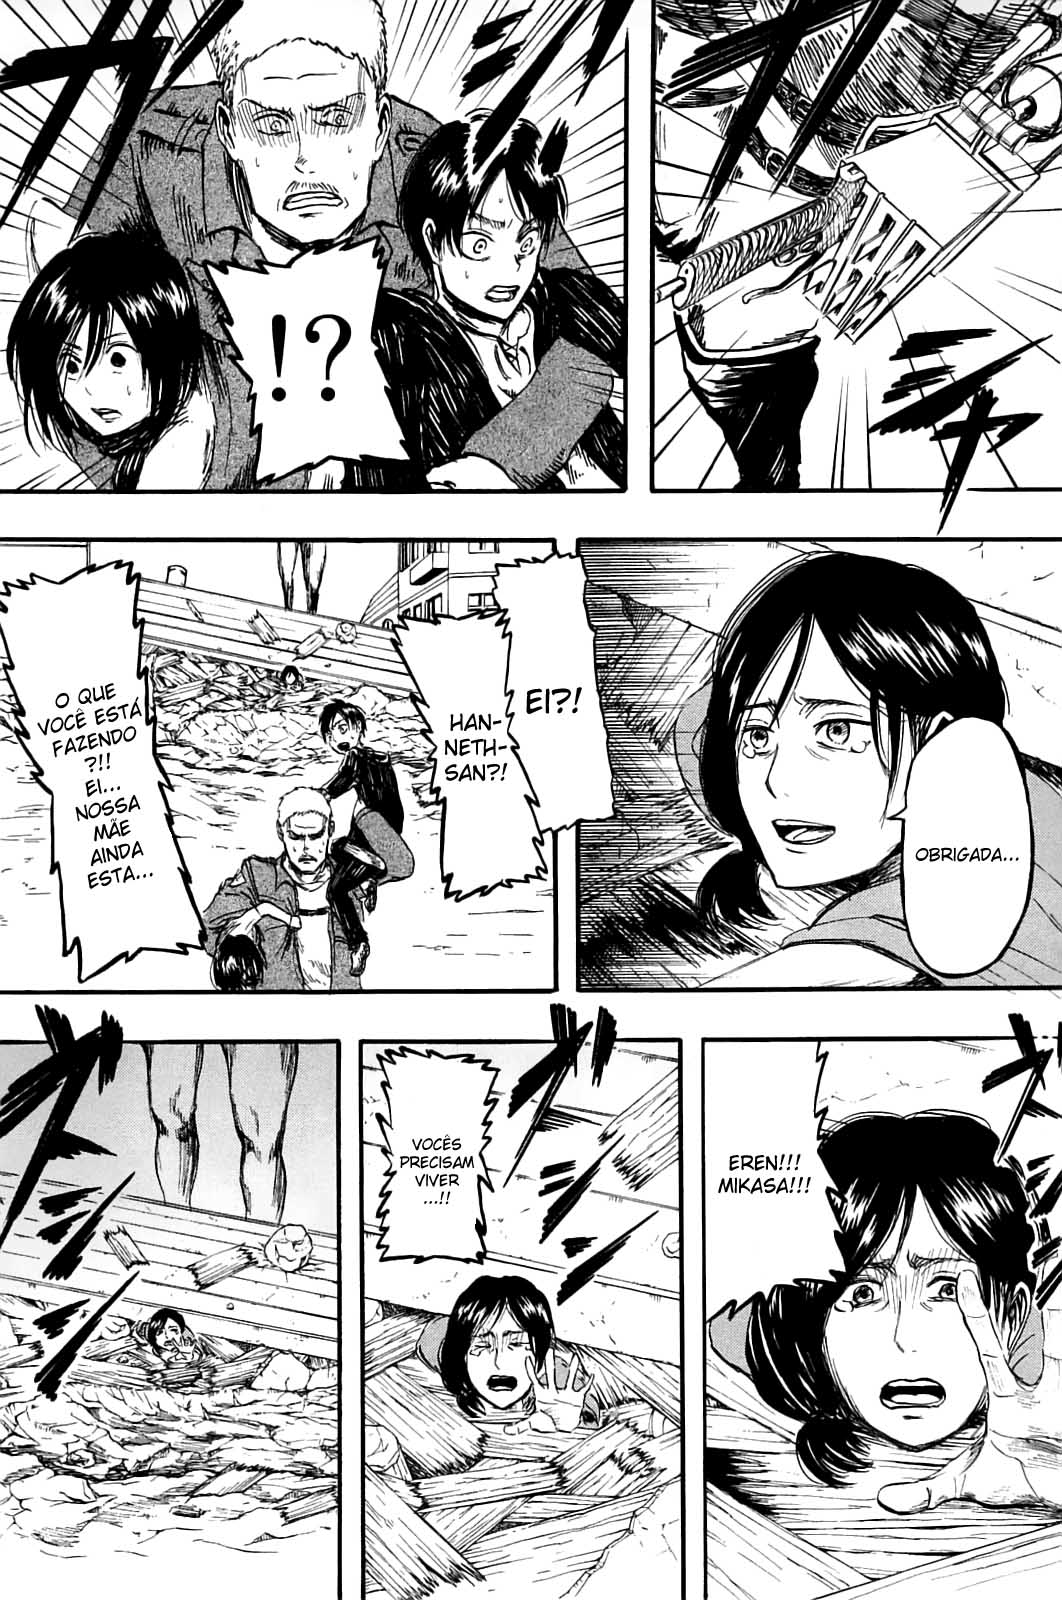 !?
OBRIGADA...
EI?!
HAN-
NETH-
SAN?!
O QUE
VOCÊ ESTÁ
FAZENDO
?!!
EI...
NOSSA
MÃE
AINDA
ESTA...
EREN!!!
MIKASA!!!
VOCÊS
PRECISAM
VIVER
...!!